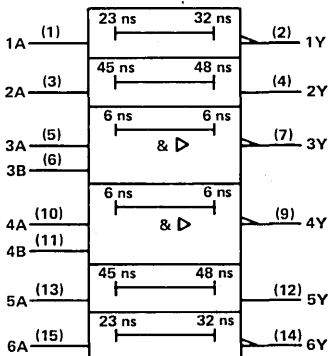 23 ns 32 ns
1A (1) (2) 1Y
45 ns 48 ns
2A (3) (4) 2Y
6 ns 6 ns
3A (5) & (7) 3Y
3B (6)
6 ns 6 ns
4A (10) & (9) 4Y
4B (11)
45 ns 48 ns
5A (13) (12) 5Y
23 ns 32 ns
6A (15) (14) 6Y